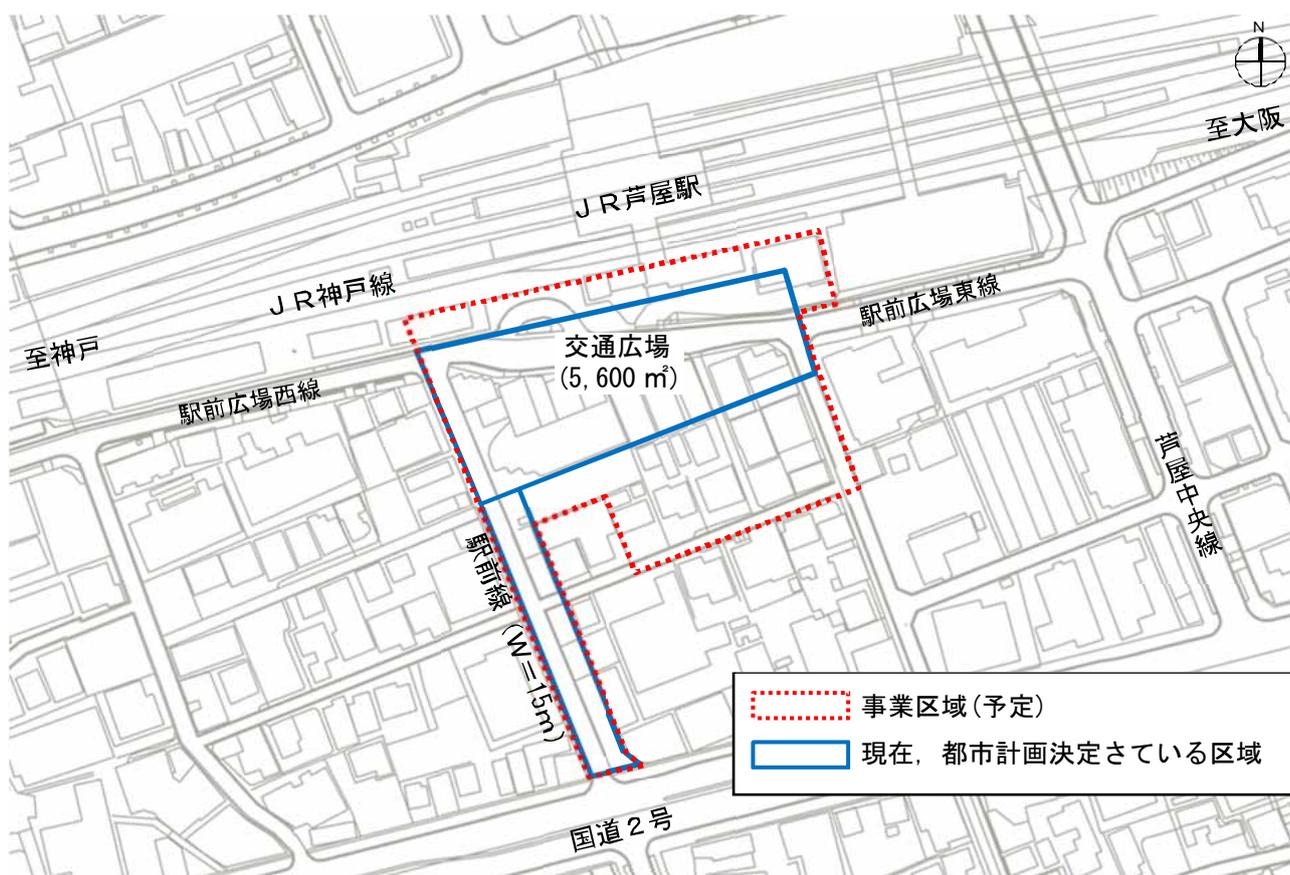 N
至大阪
ＪＲ芦屋駅
ＪＲ神戸線
駅前広場東線
至神戸
交通広場
(5,600 ㎡)
駅前広場西線
芦屋中央線
駅前線（Ｗ＝15ｍ）
事業区域(予定)
現在，都市計画決定さている区域
国道２号